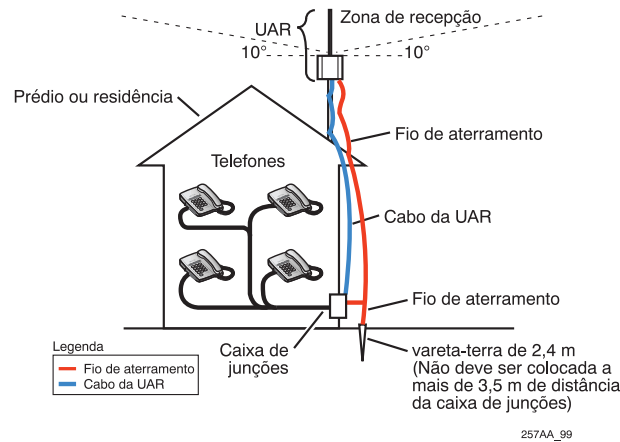 UAR
Zona de recepção
10°
10°
Prédio ou residência
Fio de aterramento
Telefones
Cabo da UAR
Fio de aterramento
Caixa de
junções
vareta-terra de 2,4 m
(Não deve ser colocada a
mais de 3,5 m de distância
da caixa de junções)
Legenda
Fio de aterramento
Cabo da UAR
257AA_99